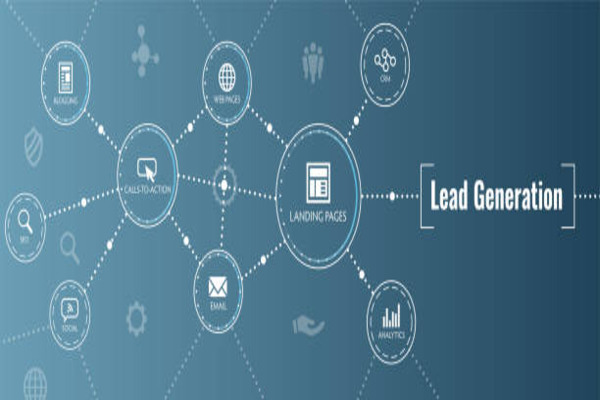 BLOGGING
WEB PAGES
CRM
CALLS-TO-ACTION
LANDING PAGES
Lead Generation
SEO
EMAIL
SOCIAL
ANALYTICS